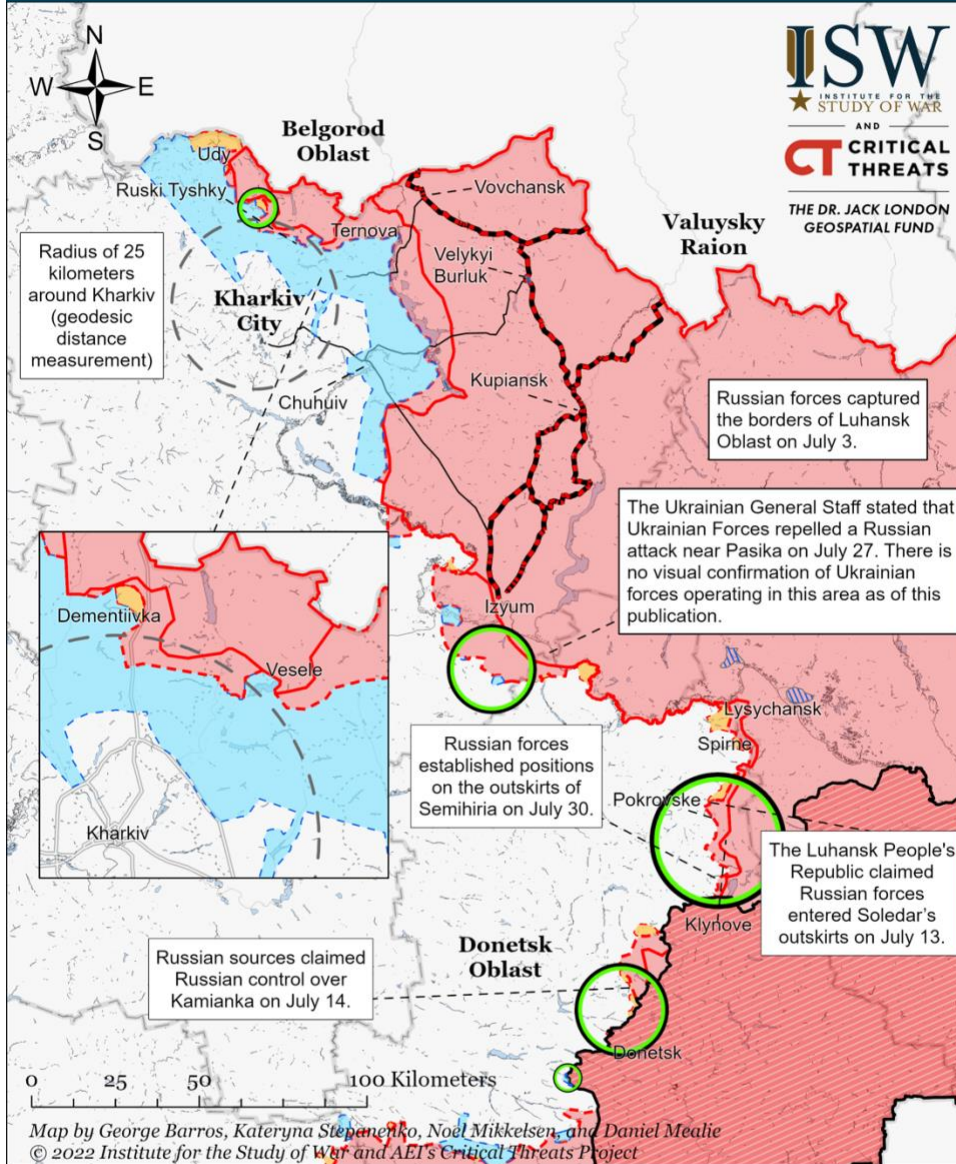 ISW
INSTITUTE FOR THE
STUDY OF WAR
AND
CT CRITICAL
THREATS
THE DR. JACK LONDON
GEOSPATIAL FUND
N
W E
S
Belgorod
Oblast
Udy
Ruski Tyshky
Vovchansk
Ternova
Valuysky
Raion
Velykyi
Burluk
Radius of 25
kilometers
around Kharkiv
(geodesic
distance
measurement)
Kharkiv
City
Kupiansk
Chuhuiv
Russian forces captured
the borders of Luhansk
Oblast on July 3.
The Ukrainian General Staff stated that
Ukrainian Forces repelled a Russian
attack near Pasika on July 27. There is
no visual confirmation of Ukrainian
forces operating in this area as of this
publication.
Izyum
Dementiivka
Vesele
Kharkiv
Lysychansk
Spirne
Russian forces
established positions
on the outskirts of
Semihiria on July 30.
Pokrovske
The Luhansk People's
Republic claimed
Russian forces
entered Soledar's
outskirts on July 13.
Klynove
Donetsk
Oblast
Russian sources claimed
Russian control over
Kamianka on July 14.
Donetsk
0 25 50 100 Kilometers
Map by George Barros, Kateryna Stepanenko, Noel Mikkelsen, and Daniel Mealie
© 2022 Institute for the Study of War and AEI's Critical Threats Project